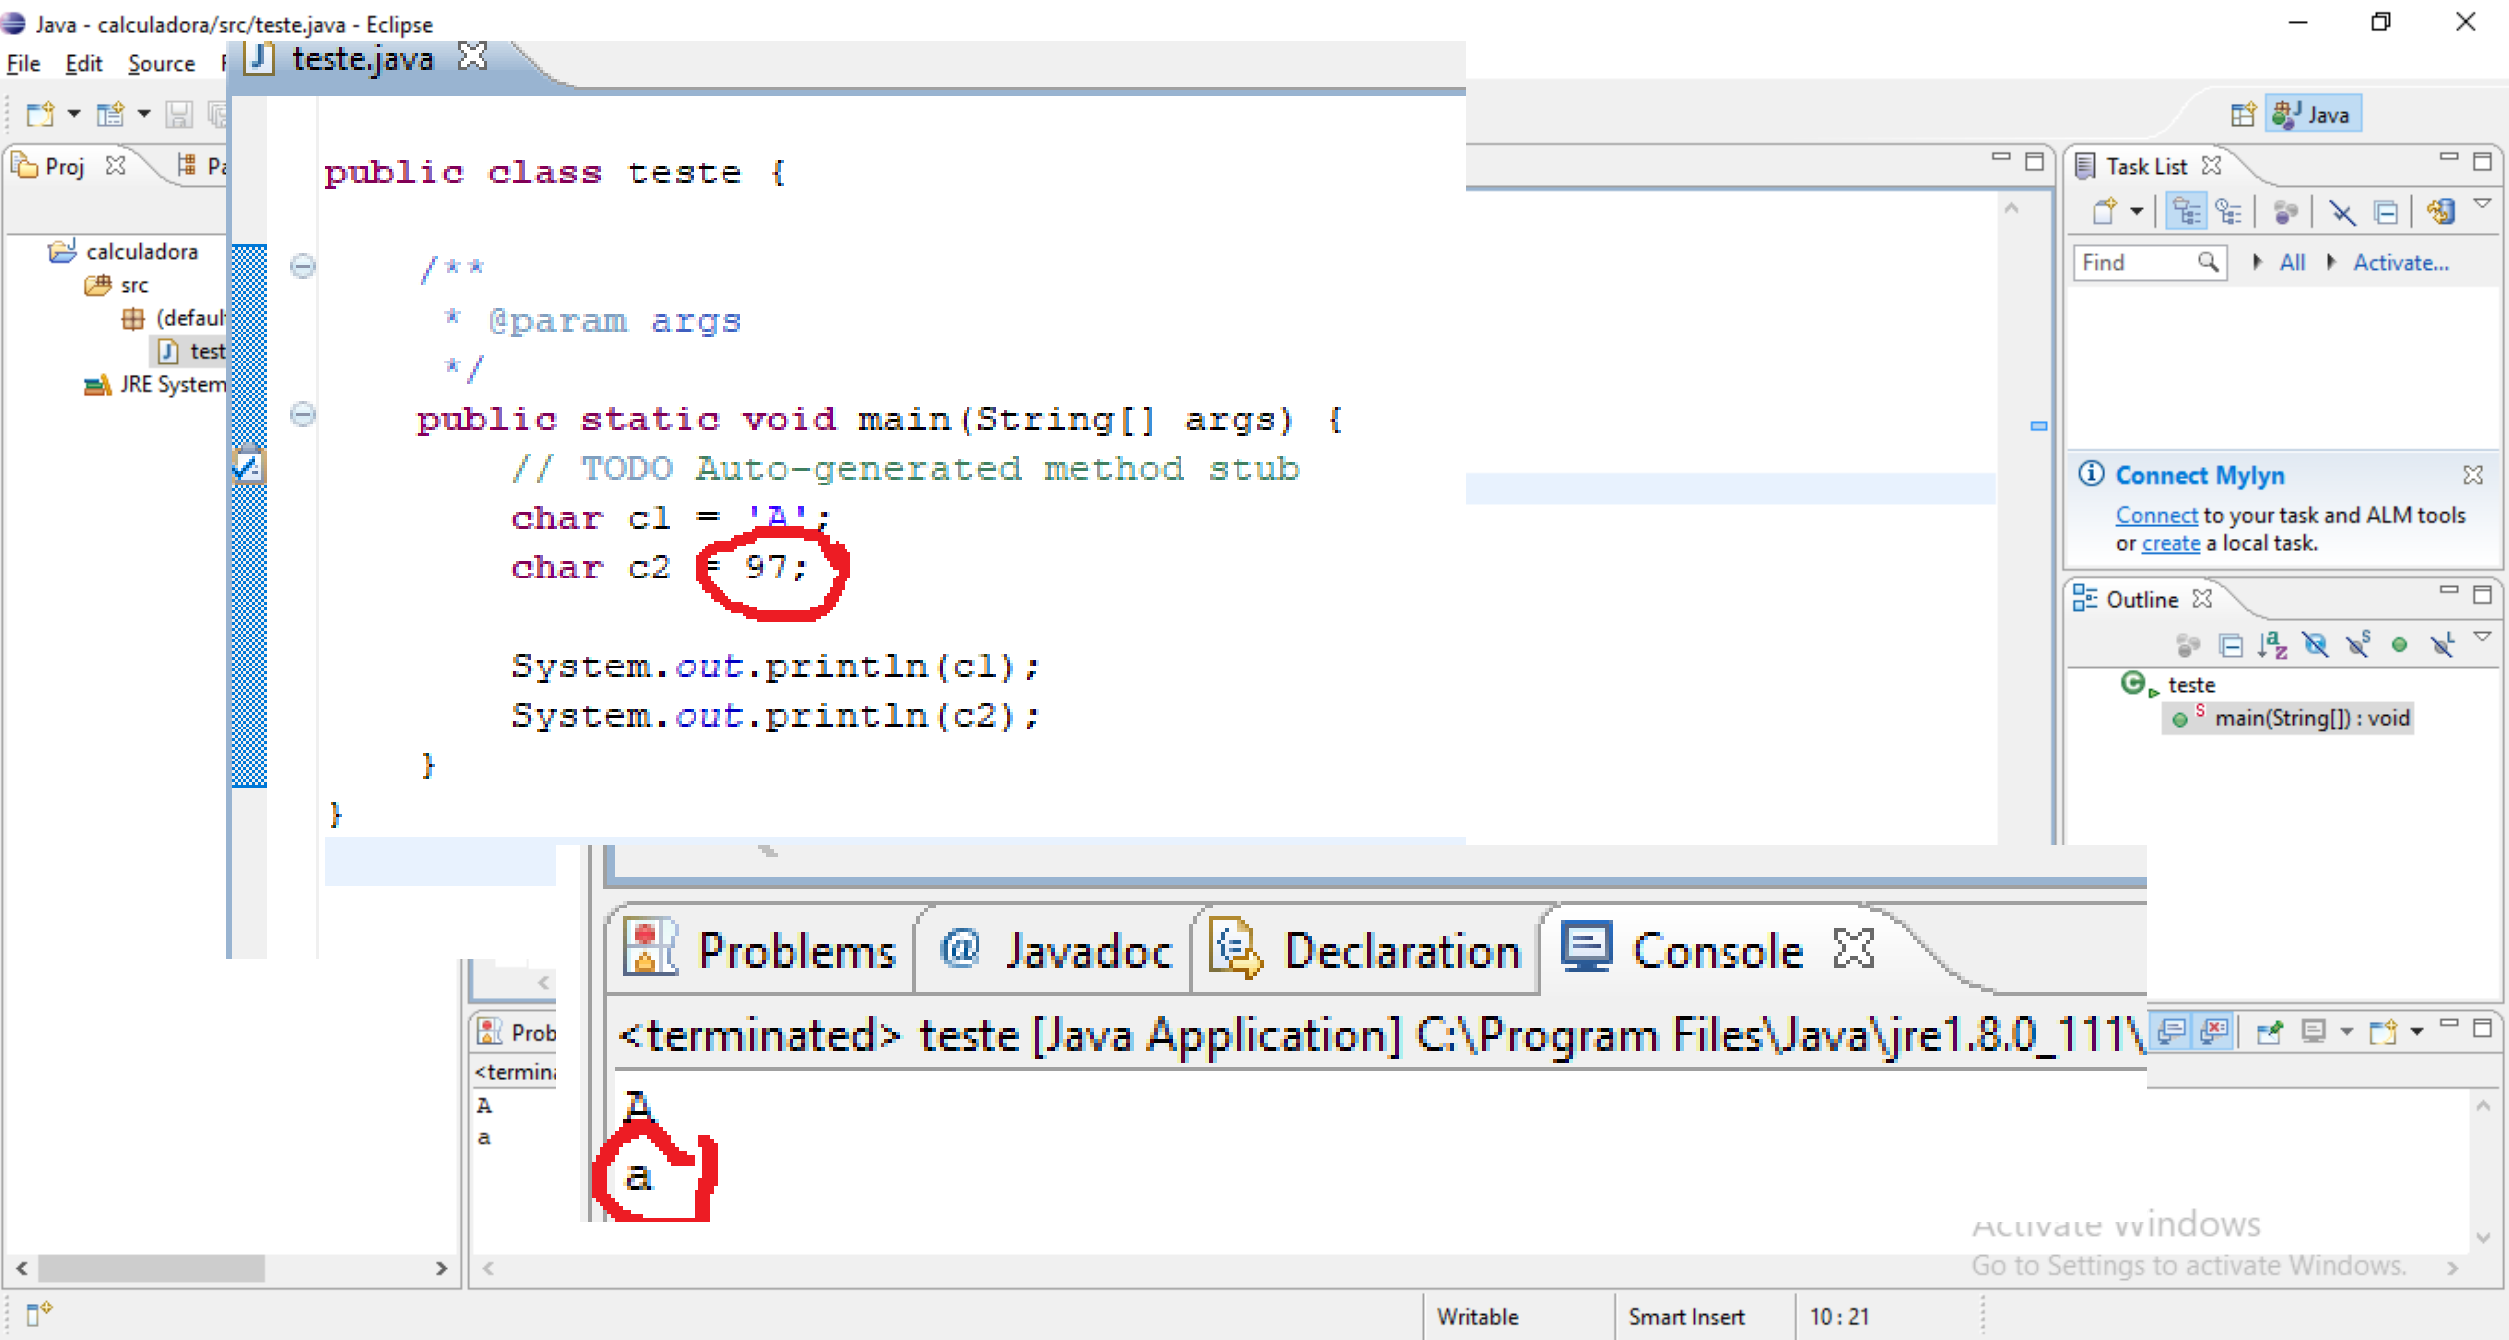 Java - calculadora/src/teste.java - Eclipse
File Edit Source
teste.java
Java
Proj
public class teste {
/**
* @param args
*/
public static void main(String[] args) {
// TODO Auto-generated method stub
char c1 = 'A';
char c2 = 97;
System.out.println(c1);
System.out.println(c2);
}
}
calculadora
src
JRE System
Task List
Find
All
Activate...
Connect Mylyn
Connect to your task and ALM tools
or create a local task.
Outline
teste
main(String[]) : void
Problems
@ Javadoc
Declaration
Console
<terminated> teste [Java Application] C:\Program Files\Java\jre1.8.0_111\
A
a
A
a
Activate Windows
Go to Settings to activate Windows.
Writable
Smart Insert
10 : 21